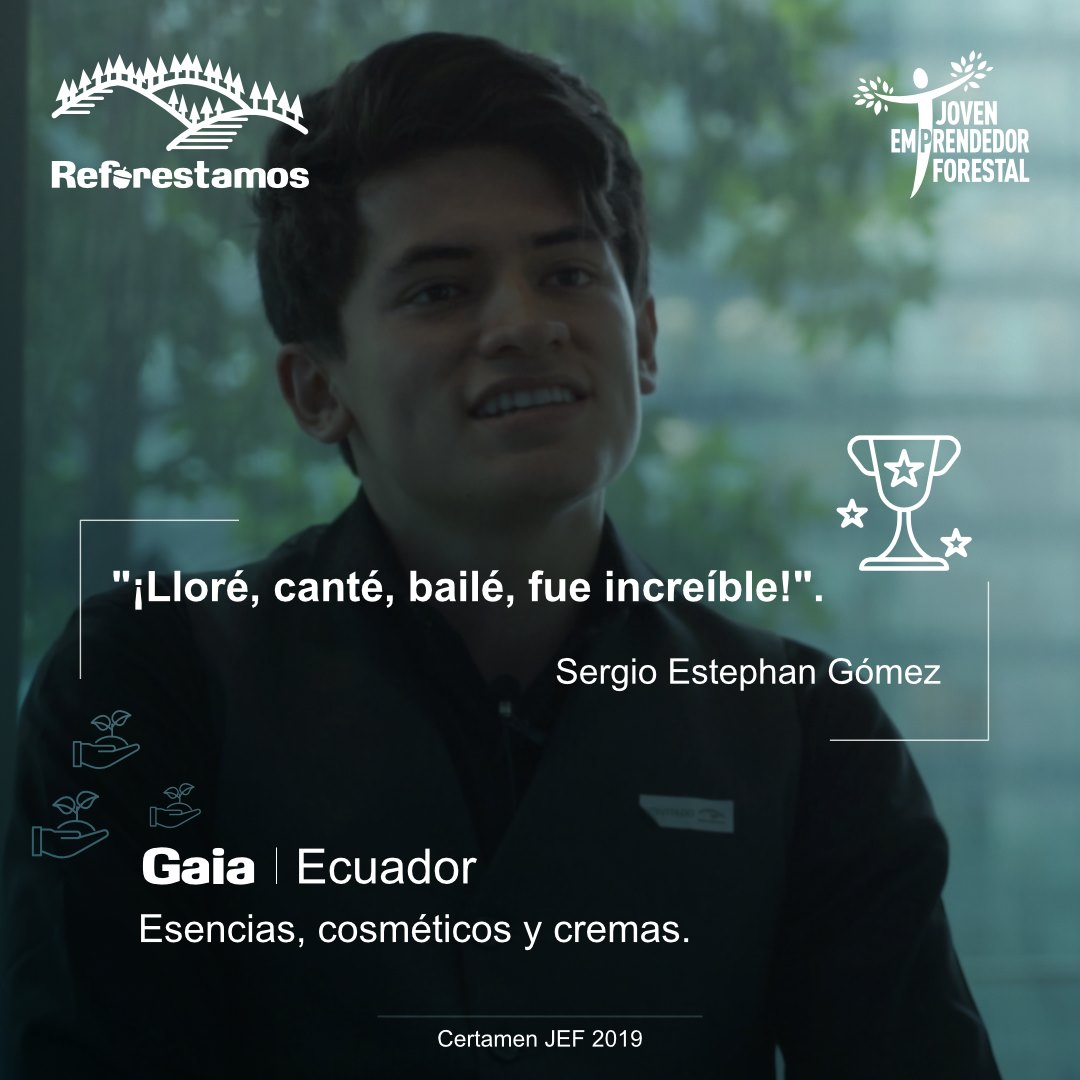 Reforestamos
JOVEN
EMPRENDEDOR
FORESTAL
"¡Lloré, canté, bailé, fue increíble!".
Sergio Estephan Gómez
Gaia | Ecuador
Esencias, cosméticos y cremas.
Certamen JEF 2019